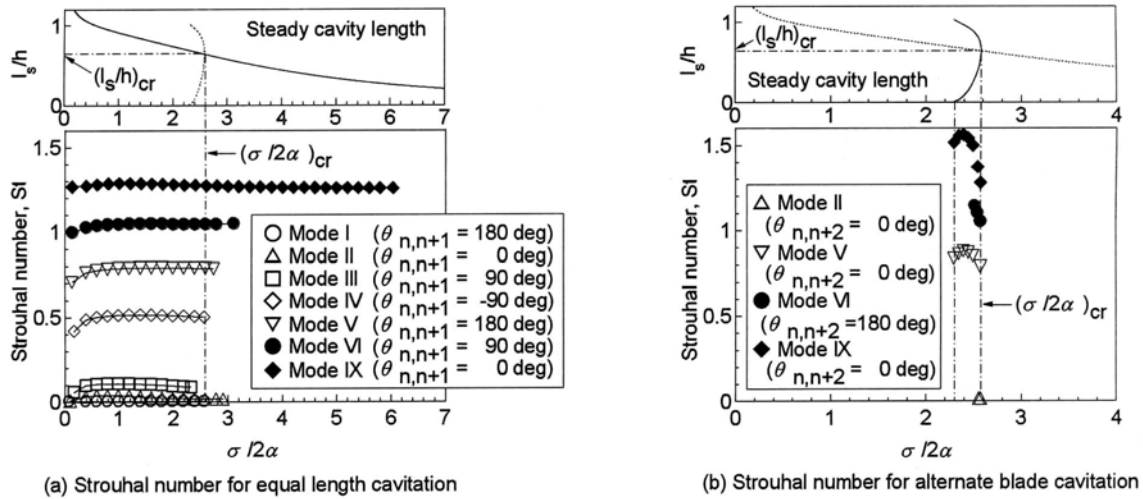 Steady cavity length
1
l_s/h
(l_s/h)_cr
0
0 1 2 3 4 5 6 7
(σ/2α)_cr
1.5
1
0.5
0
Strouhal number, St
○ Mode I (θ n,n+1 = 180 deg)
△ Mode II (θ n,n+1 = 0 deg)
□ Mode III (θ n,n+1 = 90 deg)
◇ Mode IV (θ n,n+1 = -90 deg)
▽ Mode V (θ n,n+1 = 180 deg)
● Mode VI (θ n,n+1 = 90 deg)
◆ Mode IX (θ n,n+1 = 0 deg)
0 1 2 3 4 5 6 7
σ/2α
(a) Strouhal number for equal length cavitation
1
l_s/h
(l_s/h)_cr
Steady cavity length
0
0 1 2 3 4
1.5
1
0.5
0
Strouhal number, St
△ Mode II
(θ n,n+2 = 0 deg)
▽ Mode V
(θ n,n+2 = 0 deg)
● Mode VI
(θ n,n+2 =180 deg)
◆ Mode IX
(θ n,n+2 = 0 deg)
(σ/2α)_cr
0 1 2 3 4
σ/2α
(b) Strouhal number for alternate blade cavitation